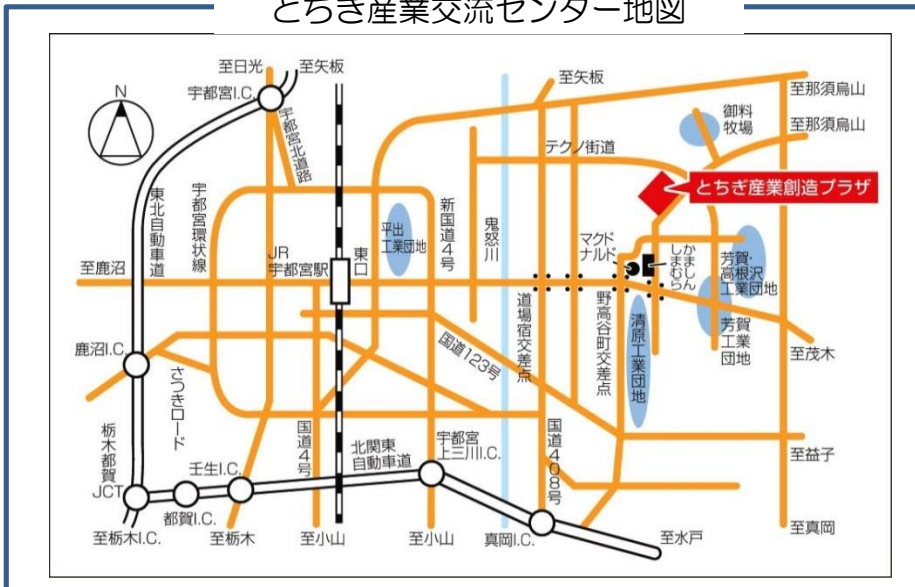 とちぎ産業交流センター地図
N
至日光
至矢板
宇都宮I.C.
宇都宮北道路
東北自動車道
宇都宮環状線
至鹿沼
JR
宇都宮駅
東口
平出
工業団地
新国道4号
鬼怒川
至矢板
至那須烏山
御料
牧場
至那須烏山
テクノ街道
とちぎ産業創造プラザ
マクド
ナルド
かましん
しまむら
芳賀・
高根沢
工業団地
芳賀
工業
団地
道場宿交差点
野高谷町交差点
清原工業団地
至茂木
国道123号
鹿沼I.C.
さつきロード
栃木都賀
JCT
至栃木I.C.
都賀I.C.
壬生I.C.
至栃木
国道4号
至小山
北関東
自動車道
宇都宮
上三川I.C.
至小山
国道408号
真岡I.C.
至水戸
至益子
至真岡